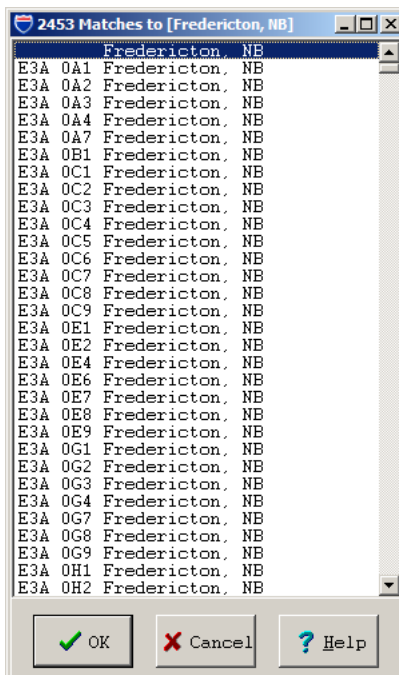 2453 Matches to [Fredericton, NB]
Fredericton, NB
E3A 0A1 Fredericton, NB
E3A 0A2 Fredericton, NB
E3A 0A3 Fredericton, NB
E3A 0A4 Fredericton, NB
E3A 0A7 Fredericton, NB
E3A 0B1 Fredericton, NB
E3A 0C1 Fredericton, NB
E3A 0C2 Fredericton, NB
E3A 0C3 Fredericton, NB
E3A 0C4 Fredericton, NB
E3A 0C5 Fredericton, NB
E3A 0C6 Fredericton, NB
E3A 0C7 Fredericton, NB
E3A 0C8 Fredericton, NB
E3A 0C9 Fredericton, NB
E3A 0E1 Fredericton, NB
E3A 0E2 Fredericton, NB
E3A 0E4 Fredericton, NB
E3A 0E6 Fredericton, NB
E3A 0E7 Fredericton, NB
E3A 0E8 Fredericton, NB
E3A 0E9 Fredericton, NB
E3A 0G1 Fredericton, NB
E3A 0G2 Fredericton, NB
E3A 0G3 Fredericton, NB
E3A 0G4 Fredericton, NB
E3A 0G7 Fredericton, NB
E3A 0G8 Fredericton, NB
E3A 0G9 Fredericton, NB
E3A 0H1 Fredericton, NB
E3A 0H2 Fredericton, NB
OK Cancel Help